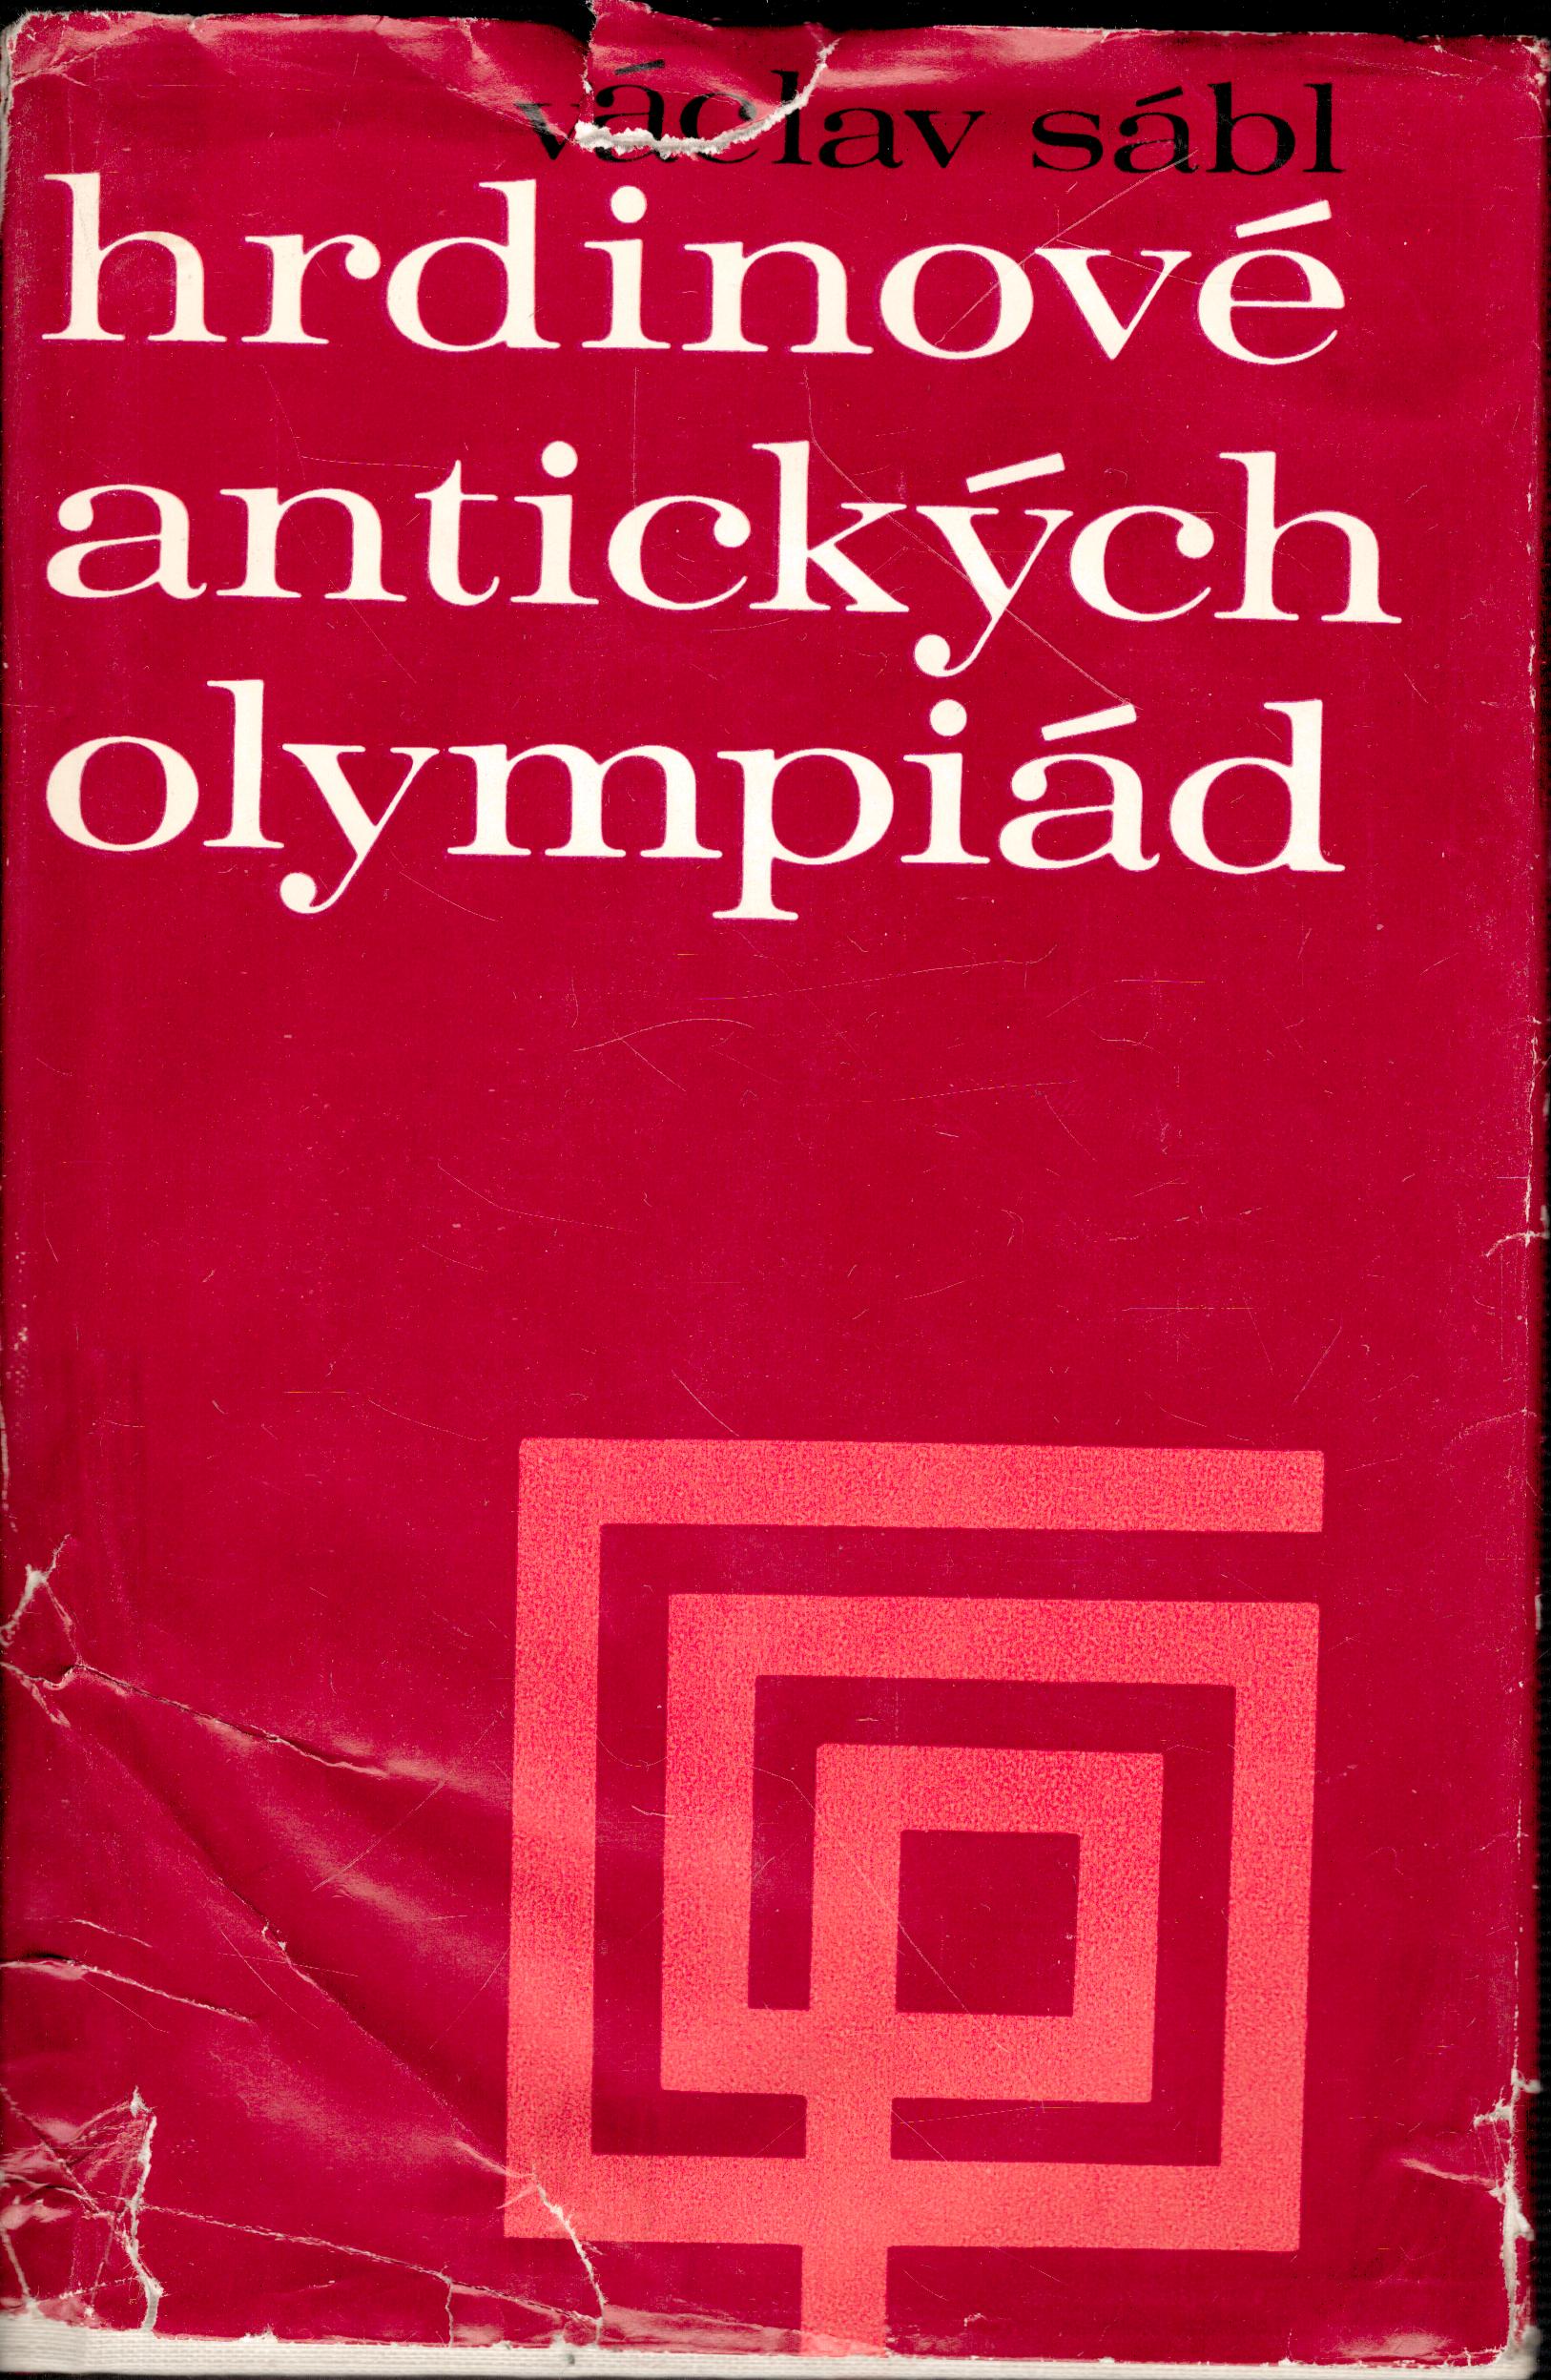 václav sábl
hrdinové
antických
olympiád